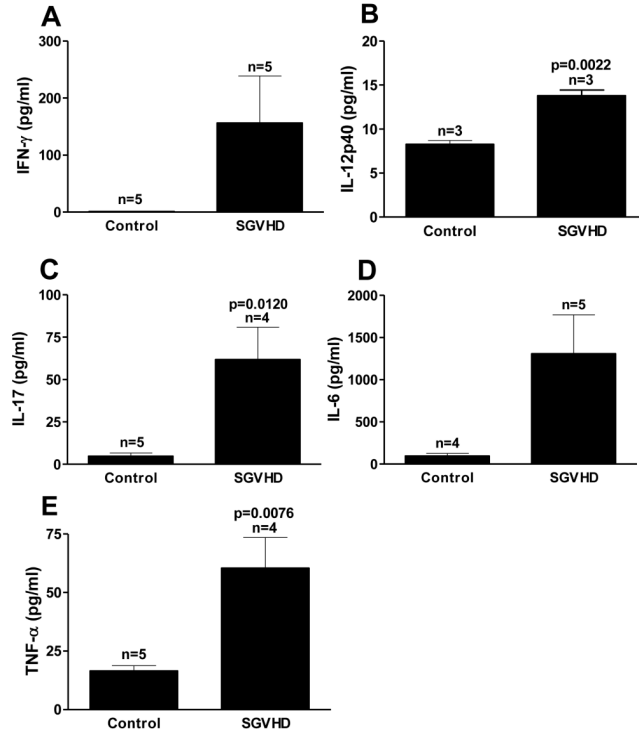 A
IFN-γ (pg/ml)
300
200
100
0
n=5
n=5
Control
SGVHD
B
IL-12p40 (pg/ml)
20
15
10
5
0
n=3
p=0.0022
n=3
Control
SGVHD
C
IL-17 (pg/ml)
100
75
50
25
0
n=5
p=0.0120
n=4
Control
SGVHD
D
IL-6 (pg/ml)
2000
1500
1000
500
0
n=4
n=5
Control
SGVHD
E
TNF-α (pg/ml)
75
50
25
0
n=5
p=0.0076
n=4
Control
SGVHD